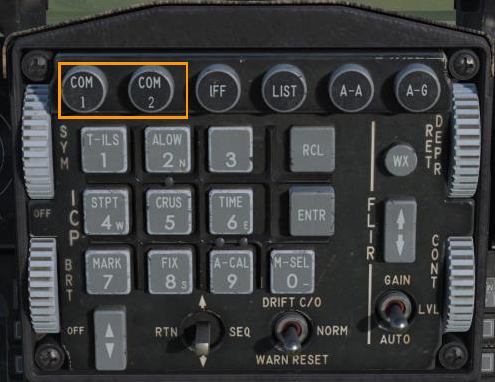 COM 1
COM 2
IFF
LIST
A-A
A-G
SYM
T-ILS 1
ALOW 2 N
3
RCL
WX
DEPR RET
OFF
ICP
STPT 4 W
CRUS 5
TIME 6 E
ENTR
FLIR
BRT
MARK 7
FIX 8 S
A-CAL 9
M-SEL 0 -
CONT
OFF
RTN
SEQ
DRIFT C/O
NORM
WARN RESET
GAIN
LVL
AUTO